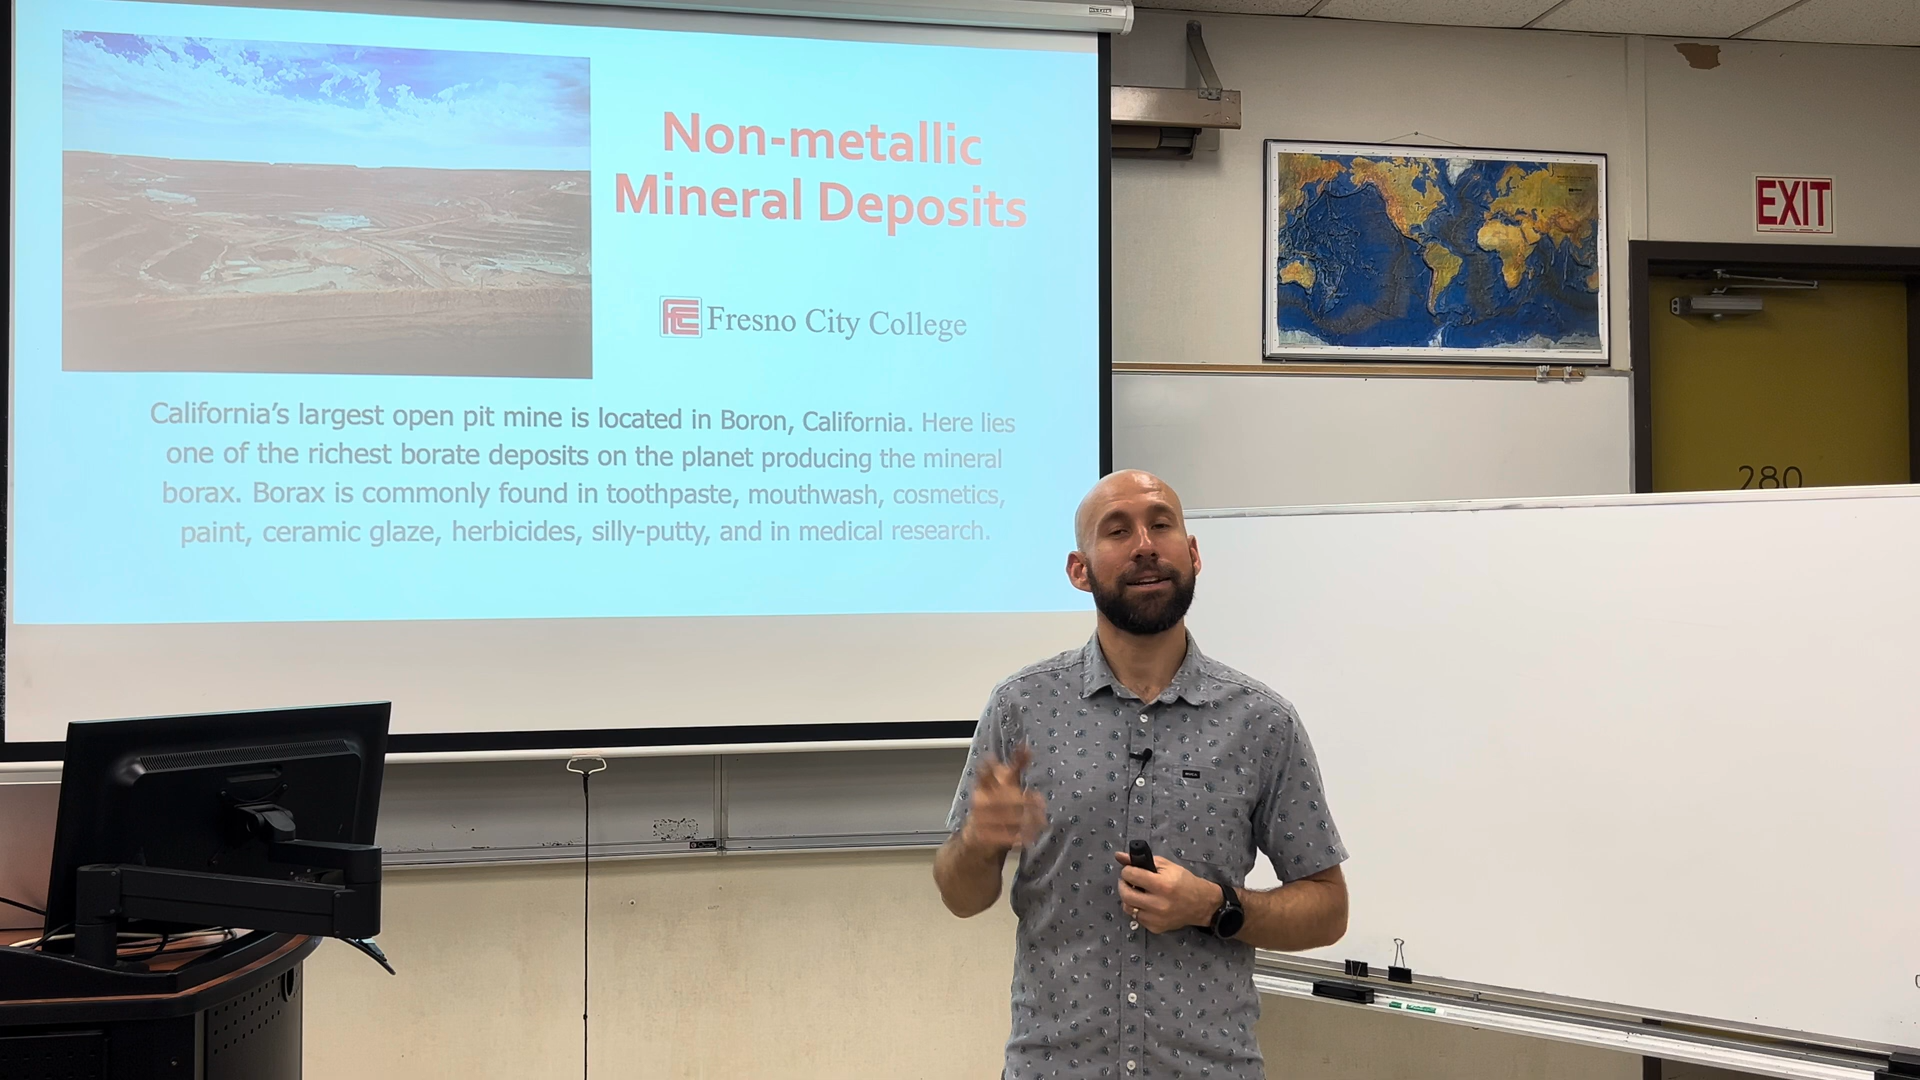 Non-metallic
Mineral Deposits
FCC Fresno City College
California's largest open pit mine is located in Boron, California. Here lies
one of the richest borate deposits on the planet producing the mineral
borax. Borax is commonly found in toothpaste, mouthwash, cosmetics,
paint, ceramic glaze, herbicides, silly-putty, and in medical research.
EXIT
280